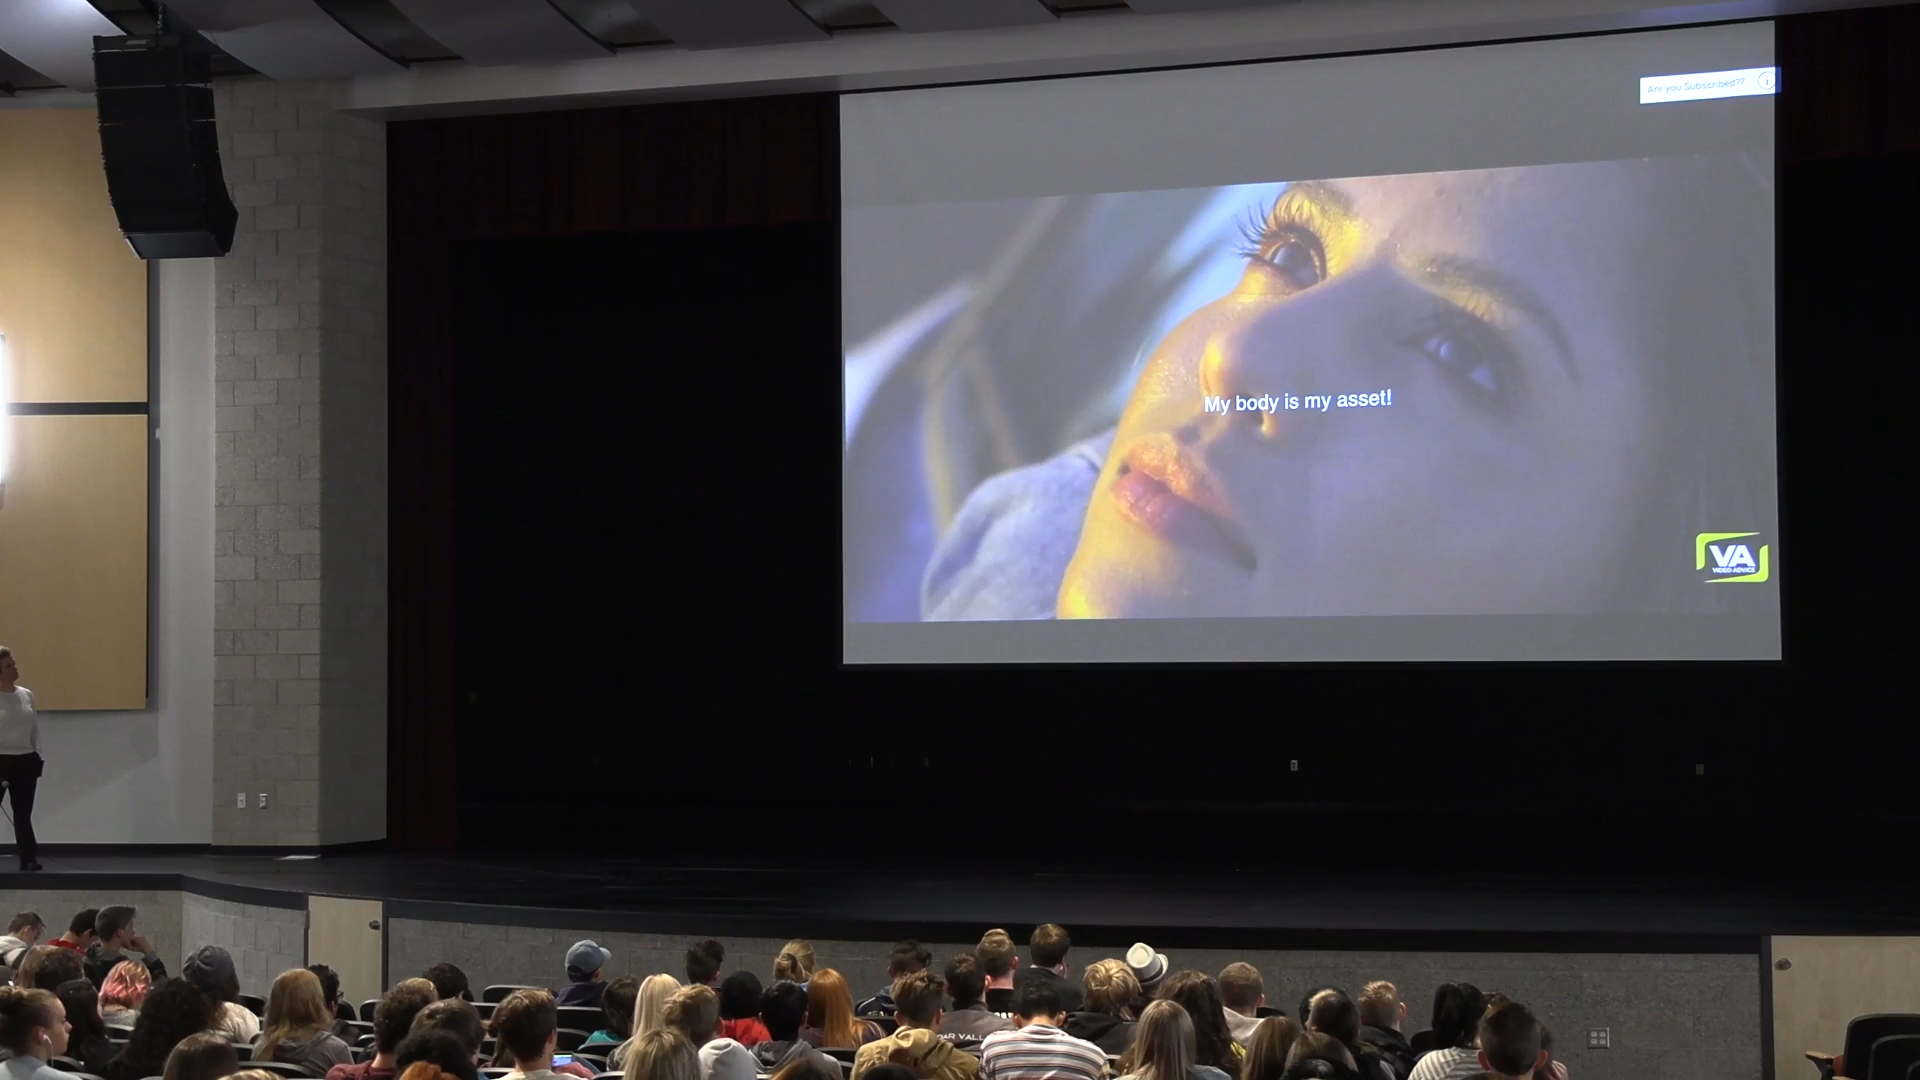 Are you Subscribed??
My body is my asset!
VA
VIDEO ADVICE